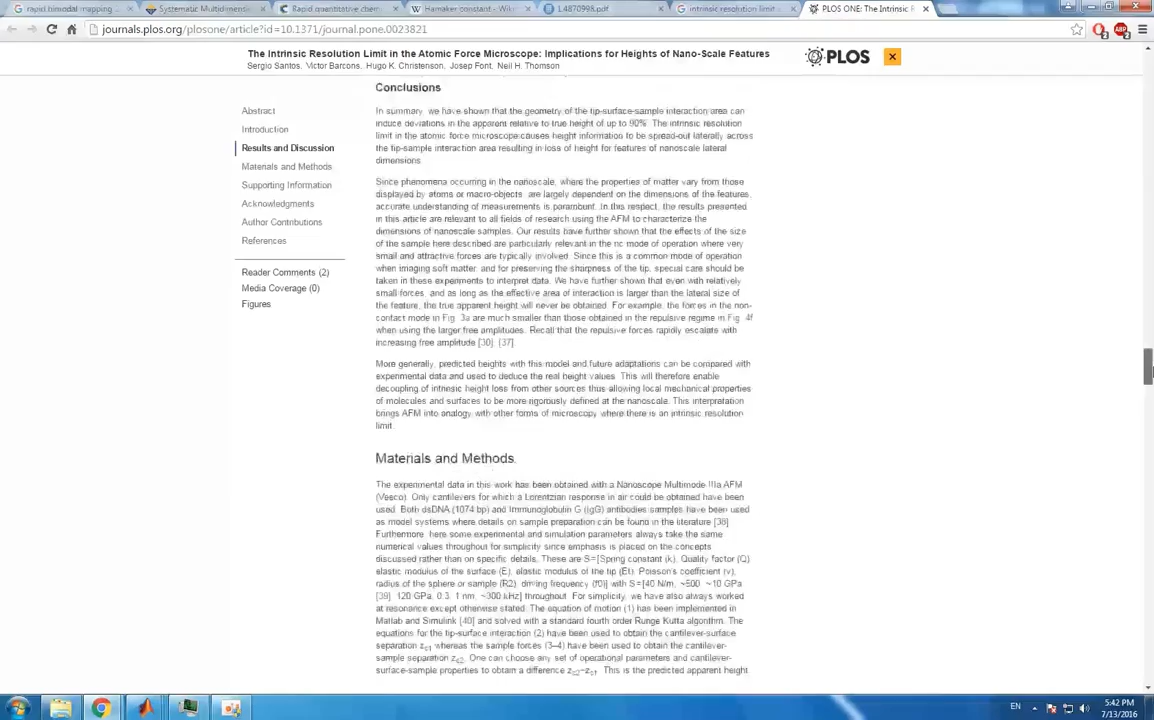 rapid bimodal mapping
Systematic Multidimensi
Rapid quantitative chem
Hamaker constant - Wiki
1.4870998.pdf
intrinsic resolution limit
PLOS ONE: The Intrinsic R
journals.plos.org/plosone/article?id=10.1371/journal.pone.0023821
The Intrinsic Resolution Limit in the Atomic Force Microscope: Implications for Heights of Nano-Scale Features
Sergio Santos, Victor Barcons, Hugo K. Christenson, Josep Font, Neil H. Thomson
PLOS
Abstract
Introduction
Results and Discussion
Materials and Methods
Supporting Information
Acknowledgments
Author Contributions
References
Reader Comments (2)
Media Coverage (0)
Figures
Conclusions
In summary, we have shown that the geometry of the tip-surface-sample interaction area can
induce deviations in the apparent relative to true height of up to 90%. The intrinsic resolution
limit in the atomic force microscope causes height information to be spread-out laterally across
the tip-sample interaction area resulting in loss of height for features of nanoscale lateral
dimensions.
Since phenomena occurring in the nanoscale, where the properties of matter vary from those
displayed by atoms or macro-objects, are largely dependent on the dimensions of the features,
accurate understanding of measurements is paramount. In this respect, the results presented
in this article are relevant to all fields of research using the AFM to characterize the
dimensions of nanoscale samples. Our results have further shown that the effects of the size
of the sample here described are particularly relevant in the nc mode of operation where very
small and attractive forces are typically involved. Since this is a common mode of operation
when imaging soft matter, and for preserving the sharpness of the tip, special care should be
taken in these experiments to interpret data. We have further shown that even with relatively
small forces, and as long as the effective area of interaction is larger than the lateral size of
the feature, the true apparent height will never be obtained. For example, the forces in the non-
contact mode in Fig. 3a are much smaller than those obtained in the repulsive regime in Fig. 4f
when using the larger free amplitudes. Recall that the repulsive forces rapidly escalate with
increasing free amplitude [30], [37].
More generally, predicted heights with this model and future adaptations can be compared with
experimental data and used to deduce the real height values. This will therefore enable
decoupling of intrinsic height loss from other sources thus allowing local mechanical properties
of molecules and surfaces to be more rigorously defined at the nanoscale. This interpretation
brings AFM into analogy with other forms of microscopy where there is an intrinsic resolution
limit.
Materials and Methods
The experimental data in this work has been obtained with a Nanoscope Multimode IIIa AFM
(Veeco). Only cantilevers for which a Lorentzian response in air could be obtained have been
used. Both dsDNA (1074 bp) and Immunoglobulin G (IgG) antibodies samples have been used
as model systems where details on sample preparation can be found in the literature [38].
Furthermore, here some experimental and simulation parameters always take the same
numerical values throughout for simplicity since emphasis is placed on the concepts
discussed rather than on specific details. These are S=[Spring constant (k), Quality factor (Q)
elastic modulus of the surface (E), elastic modulus of the tip (Et), Poisson's coefficient (v),
radius of the sphere or sample (R2), driving frequency (f0)] with S=[40 N/m, ~500, ~10 GPa
[39], 120 GPa, 0.3, 1 nm, ~300 kHz] throughout. For simplicity, we have also always worked
at resonance except otherwise stated. The equation of motion (1) has been implemented in
Matlab and Simulink [40] and solved with a standard fourth order Runge Kutta algorithm. The
equations for the tip-surface interaction (2) have been used to obtain the cantilever-surface
separation zc1 whereas the sample forces (3–4) have been used to obtain the cantilever-
sample separation zc2. One can choose any set of operational parameters and cantilever-
surface-sample properties to obtain a difference zc2−zc1. This is the predicted apparent height
EN
5:42 PM
7/13/2016